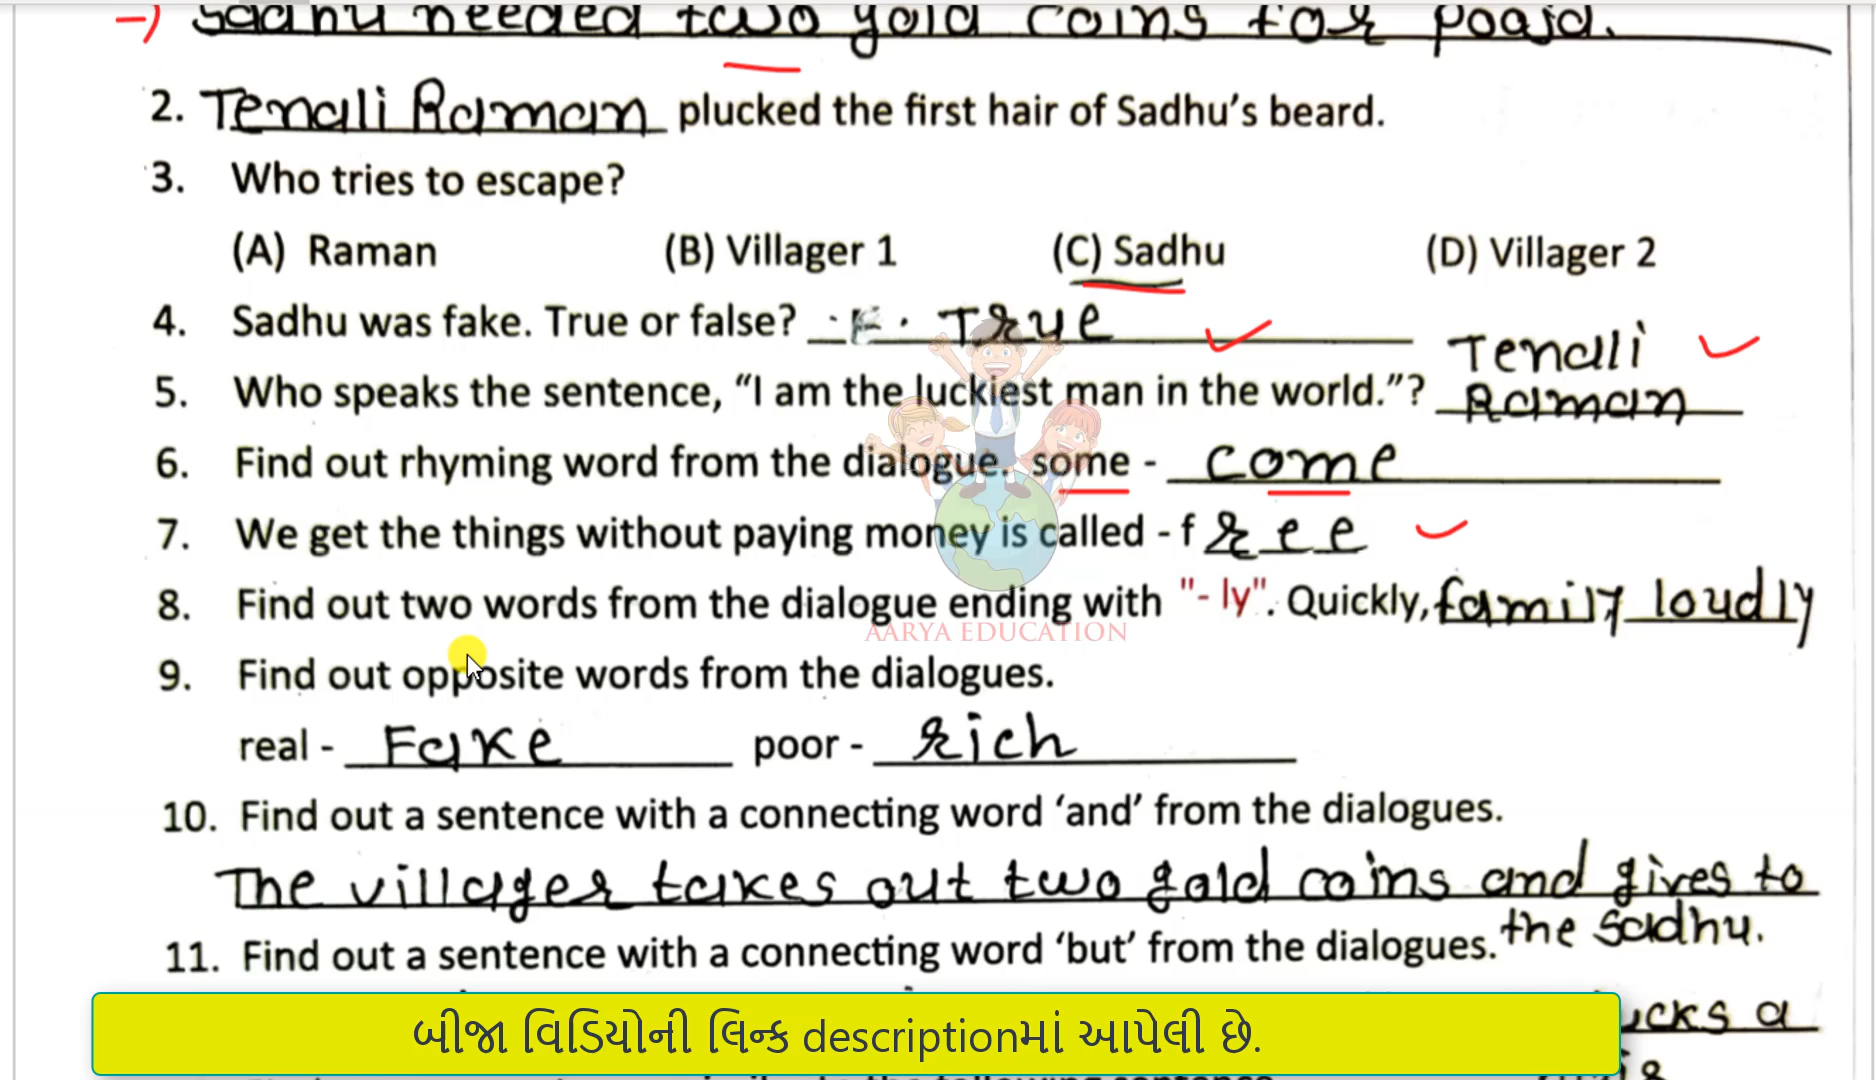 Sadhu needed two gold coins for pooja.
2. Tenali Raman plucked the first hair of Sadhu's beard.
3. Who tries to escape?
(A) Raman (B) Villager 1 (C) Sadhu (D) Villager 2
4. Sadhu was fake. True or false? True
5. Who speaks the sentence, “I am the luckiest man in the world.”? Tenali Raman
6. Find out rhyming word from the dialogue. some - come
7. We get the things without paying money is called - free
8. Find out two words from the dialogue ending with "- ly". Quickly, family loudly
AARYA EDUCATION
9. Find out opposite words from the dialogues.
real - Fake poor - rich
10. Find out a sentence with a connecting word ‘and’ from the dialogues.
The villager takes out two gold coins and gives to
the Sadhu.
11. Find out a sentence with a connecting word ‘but’ from the dialogues.
a
બીજા વિડિયોની લિન્ક descriptionમાં આપેલી છે.